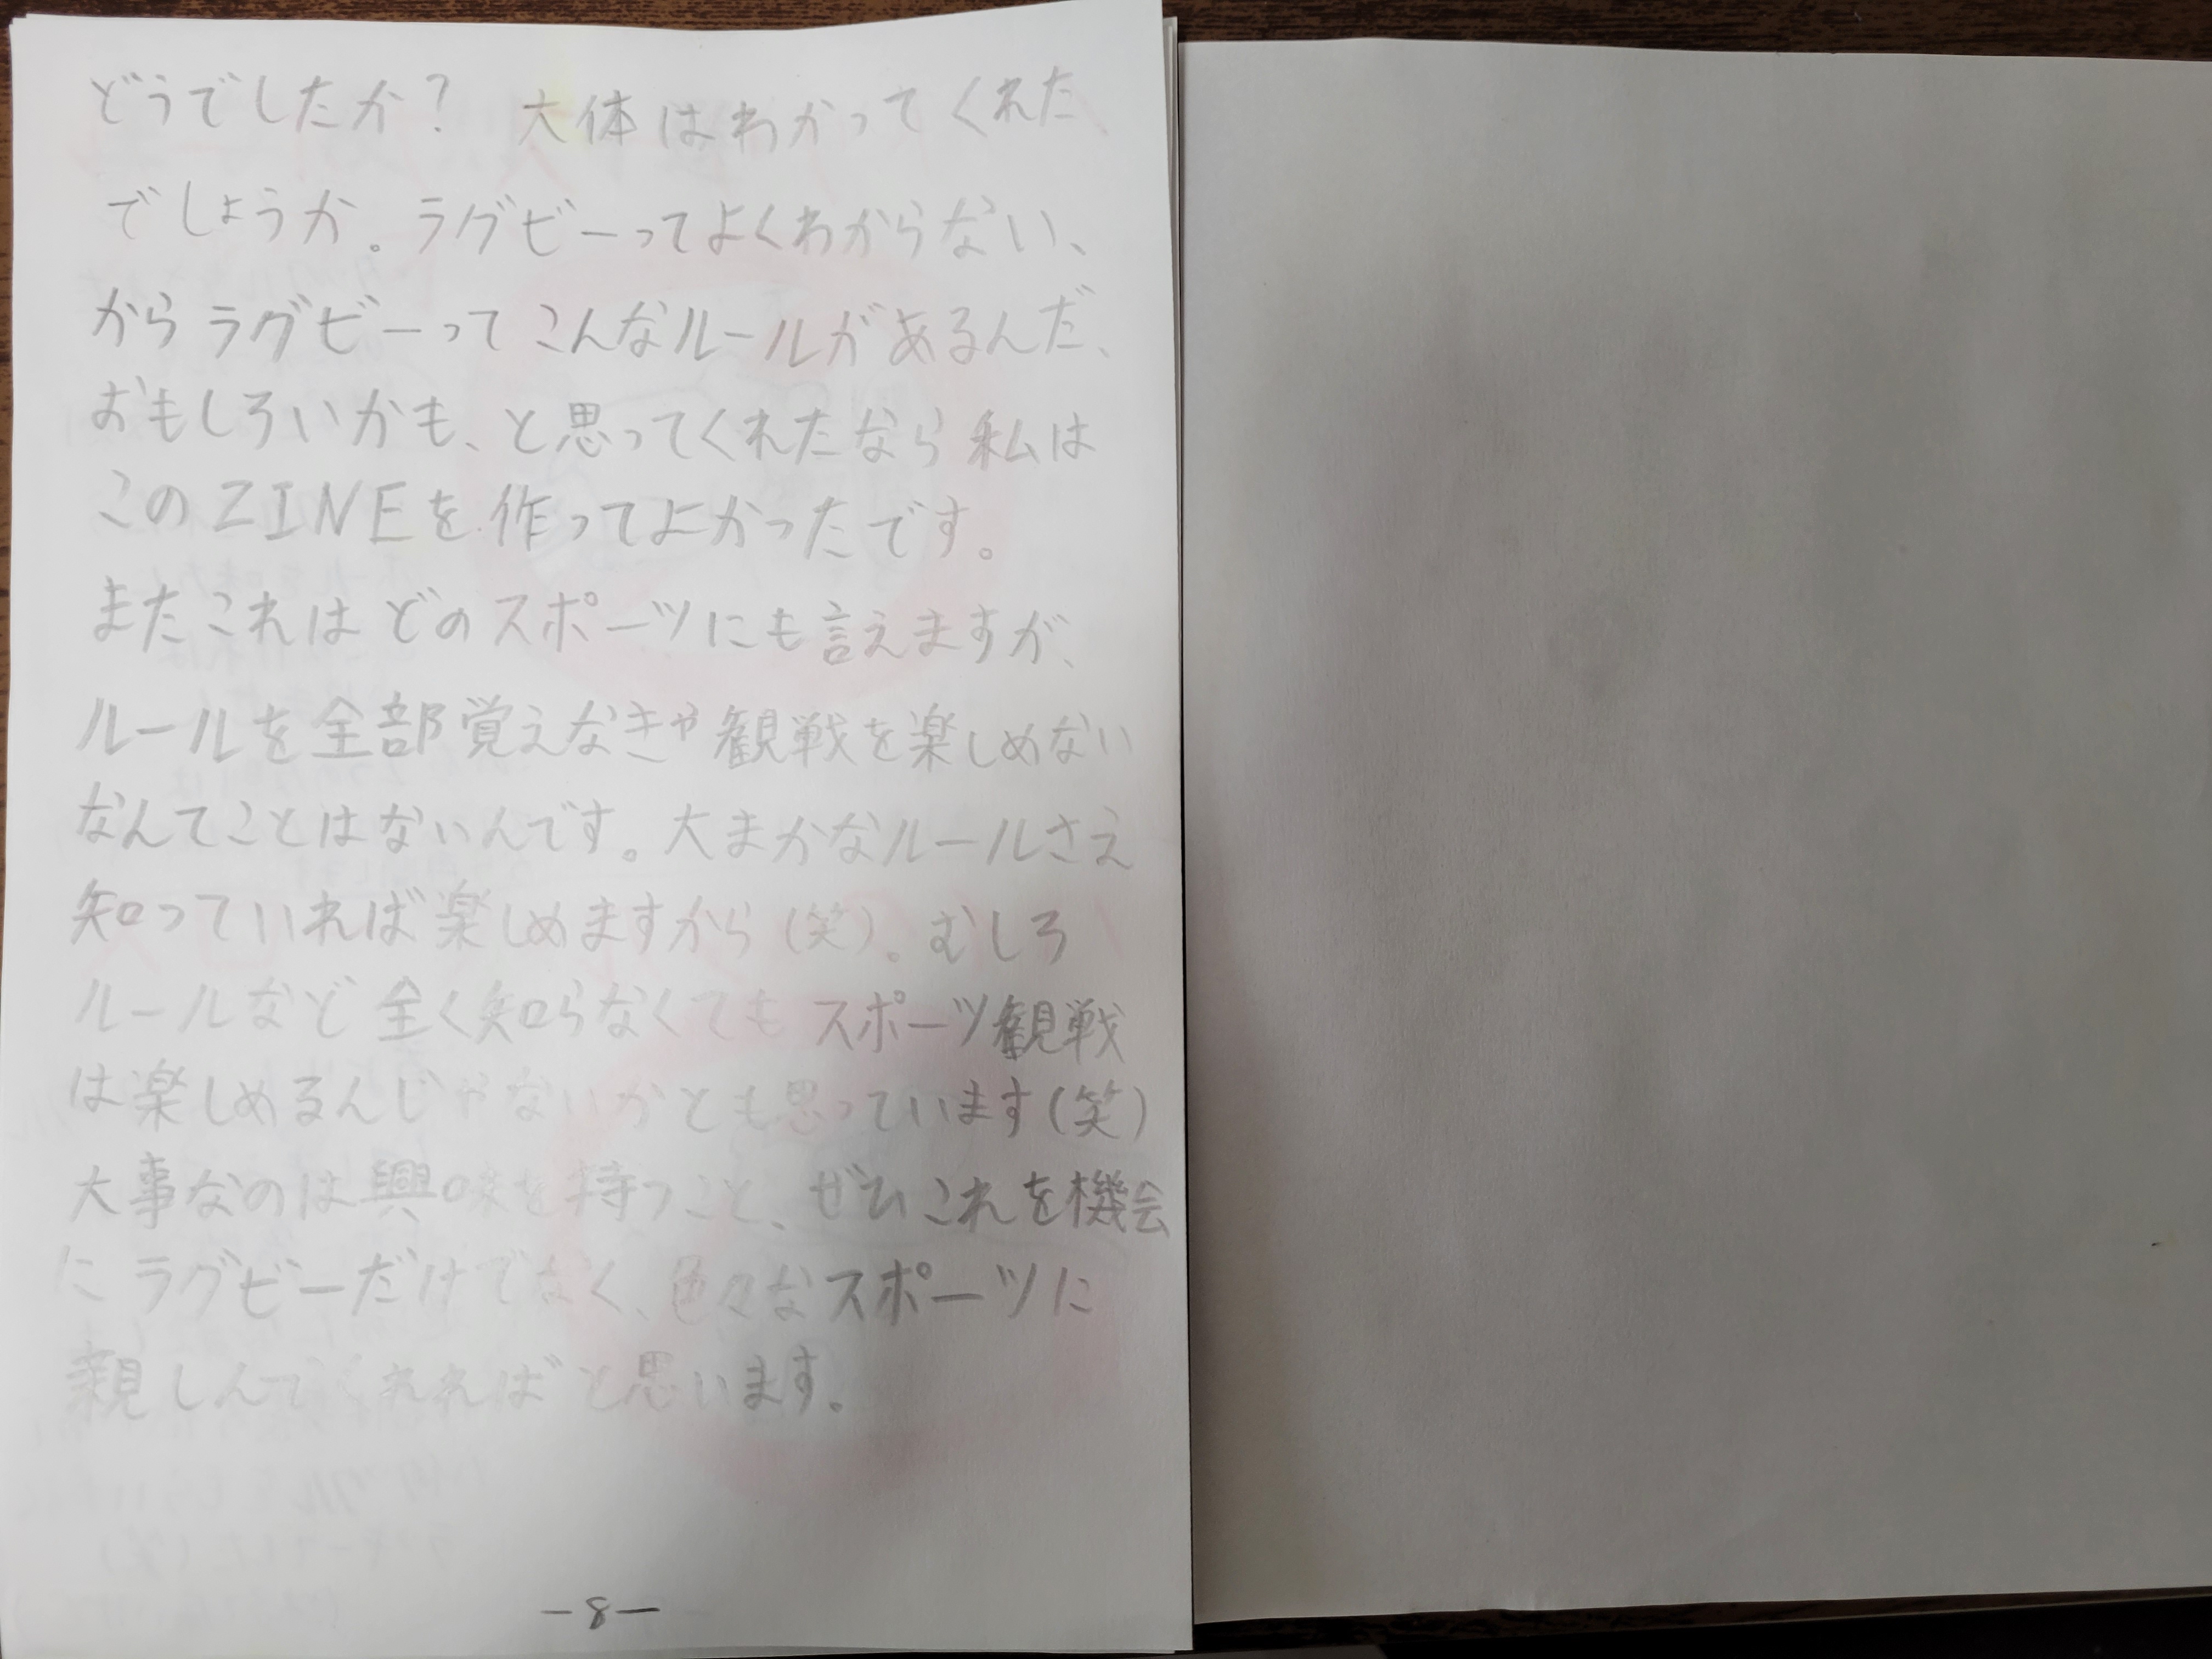 どうでしたか？ 大体はわかってくれた、
でしょうか。ラグビーってよくわからない、
からラグビーってこんなルールがあるんだ、
おもしろいかも、と思ってくれたなら私は
このZINEを作ってよかったです。
またこれはどのスポーツにも言えますが、
ルールを全部覚えなきゃ観戦を楽しめない
なんてことはないんです。大まかなルールさえ
知っていれば楽しめますから(笑)。むしろ
ルールなど全く知らなくてもスポーツ観戦
は楽しめるんじゃないかとも思っています(笑)
大事なのは興味を持つこと、ぜひこれを機会
にラグビーだけでなく、色々なスポーツに
親しんでくれればと思います。
—8—